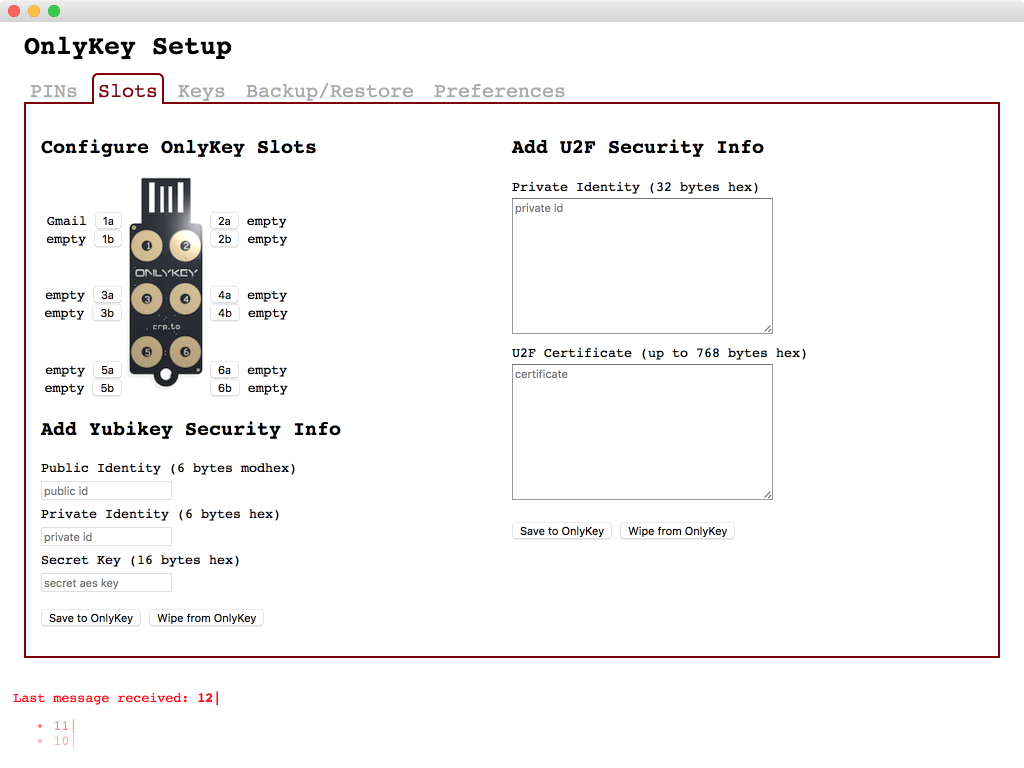 OnlyKey Setup
PINs Slots Keys Backup/Restore Preferences
Configure OnlyKey Slots
Gmail 1a 2a empty
empty 1b 2b empty
1 2
ONLYKEY
empty 3a 4a empty
3 4
empty 3b 4b empty
crp.to
5 6
empty 5a 6a empty
empty 5b 6b empty
Add Yubikey Security Info
Public Identity (6 bytes modhex)
public id
Private Identity (6 bytes hex)
private id
Secret Key (16 bytes hex)
secret aes key
Save to OnlyKey Wipe from OnlyKey
Add U2F Security Info
Private Identity (32 bytes hex)
private id
U2F Certificate (up to 768 bytes hex)
certificate
Save to OnlyKey Wipe from OnlyKey
Last message received: 12|
• 11|
• 10|